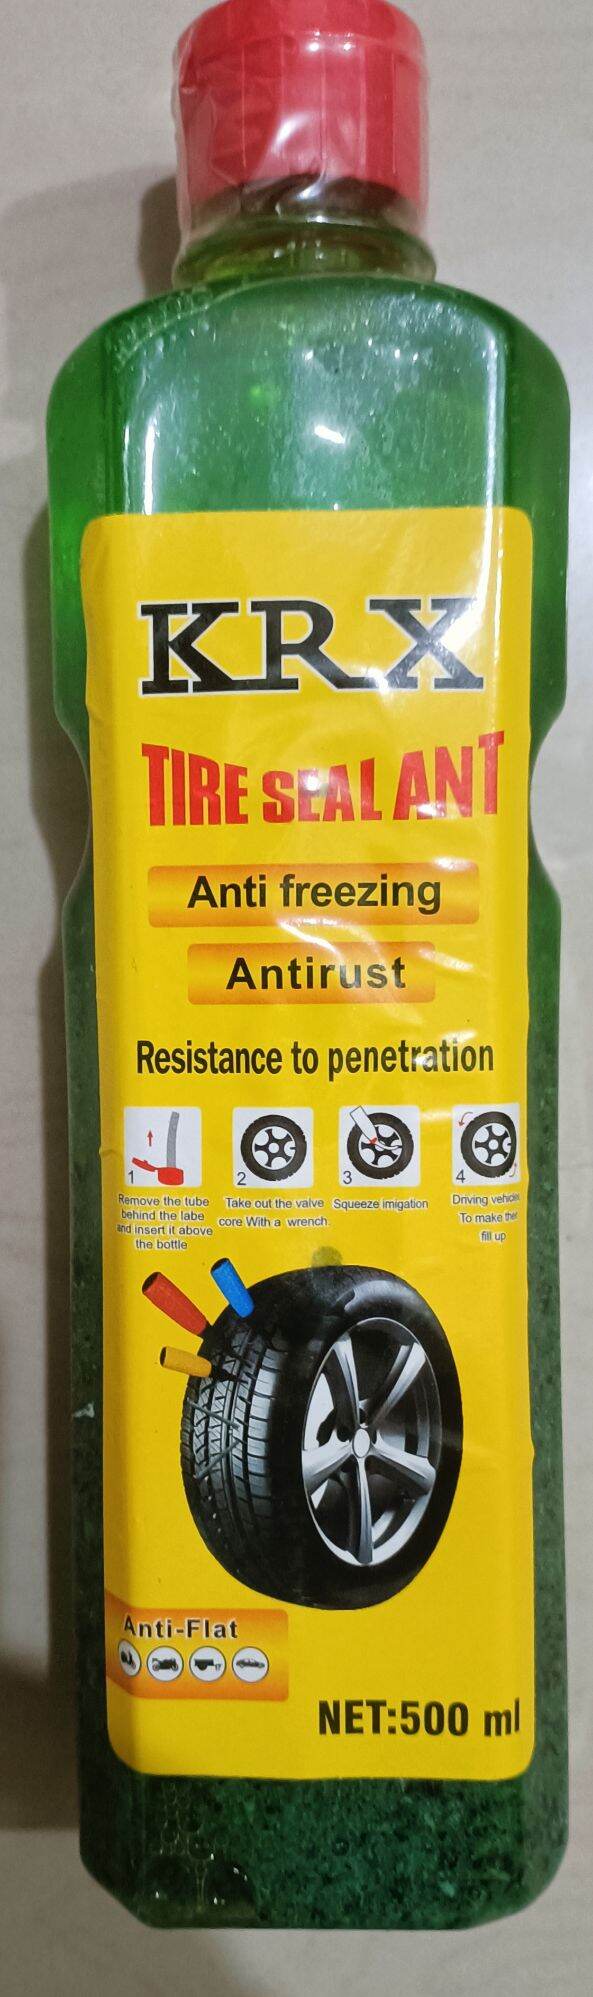 KRX
TIRE SEALANT
Anti freezing
Antirust
Resistance to penetration
1
Remove the tube
behind the labe
and insert it above
the bottle
2
Take out the valve
core With a wrench.
3
Squeeze imigation
4
Driving vehicles
To make ther
fill up
Anti-Flat
NET:500 ml